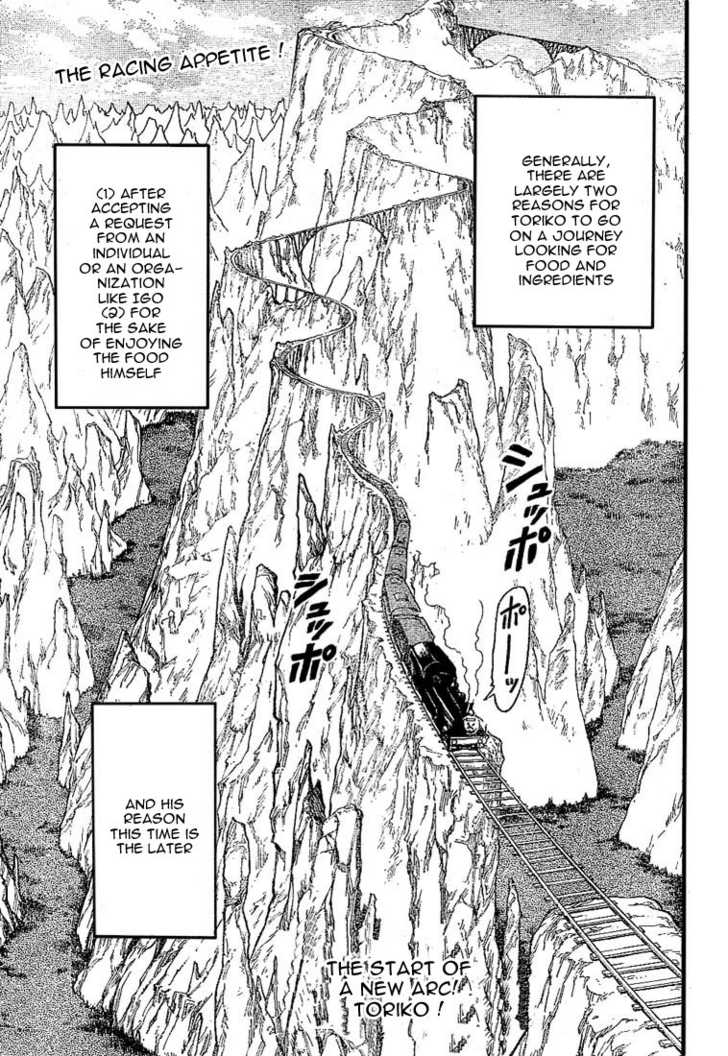 THE RACING APPETITE!
GENERALLY,
THERE ARE
LARGELY TWO
REASONS FOR
TORIKO TO GO
ON A JOURNEY
LOOKING FOR
FOOD AND
INGREDIENTS
(1) AFTER
ACCEPTING
A REQUEST
FROM AN
INDIVIDUAL
OR AN ORGA-
NIZATION
LIKE IGO
(2) FOR
THE SAKE
OF ENJOYING
THE FOOD
HIMSELF
シュッポ
ポーッ
シュッポ
AND HIS
REASON
THIS TIME IS
THE LATER
THE START OF
A NEW ARC!
TORIKO!